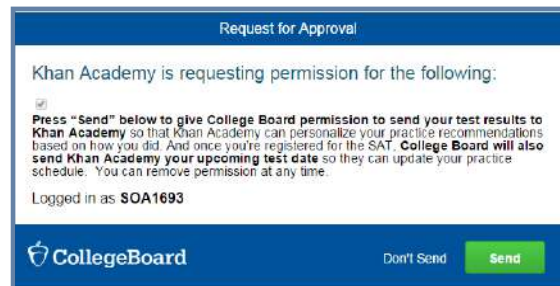 Request for Approval
Khan Academy is requesting permission for the following:
Press “Send” below to give College Board permission to send your test results to
Khan Academy so that Khan Academy can personalize your practice recommendations
based on how you did. And once you're registered for the SAT, College Board will also
send Khan Academy your upcoming test date so they can update your practice
schedule. You can remove permission at any time.
Logged in as SOA1693
CollegeBoard
Don't Send
Send